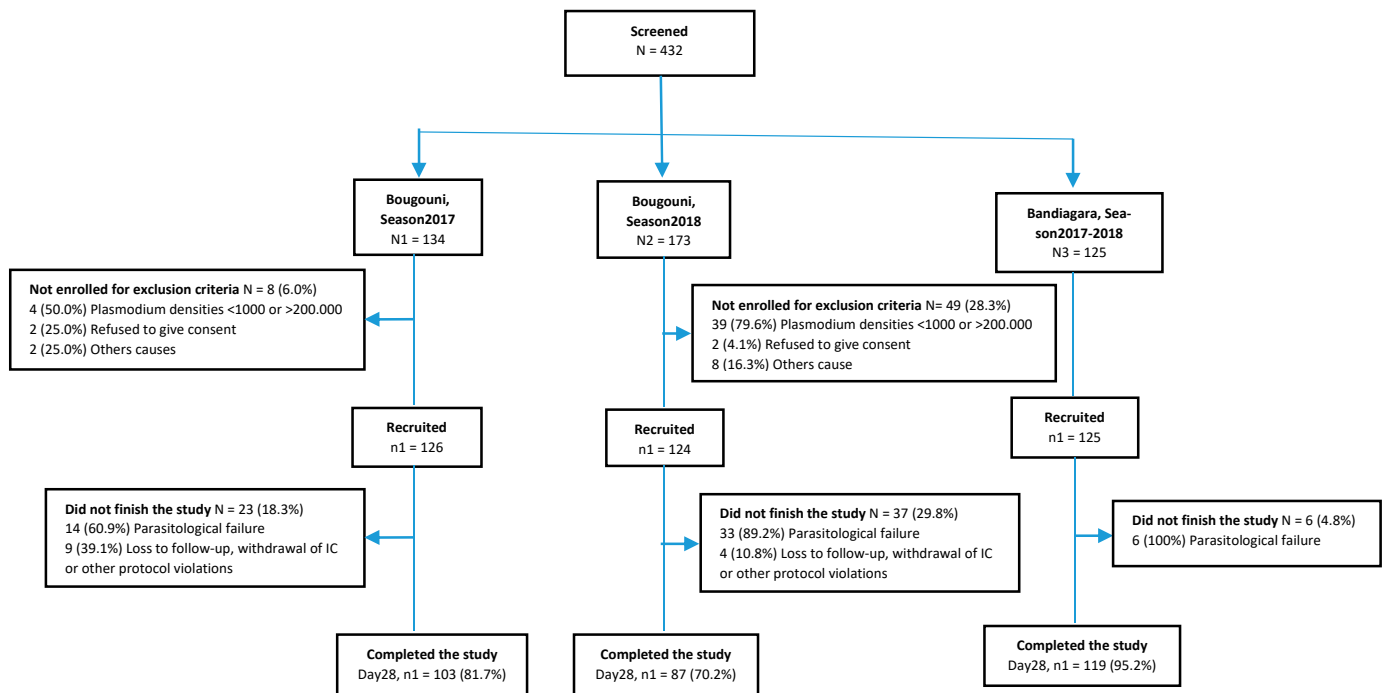 Screened
N = 432
Bougouni,
Season2017
N1 = 134
Bougouni,
Season2018
N2 = 173
Bandiagara, Sea-
son2017-2018
N3 = 125
Not enrolled for exclusion criteria N = 8 (6.0%)
4 (50.0%) Plasmodium densities <1000 or >200.000
2 (25.0%) Refused to give consent
2 (25.0%) Others causes
Not enrolled for exclusion criteria N= 49 (28.3%)
39 (79.6%) Plasmodium densities <1000 or >200.000
2 (4.1%) Refused to give consent
8 (16.3%) Others cause
Recruited
n1 = 126
Recruited
n1 = 124
Recruited
n1 = 125
Did not finish the study N = 23 (18.3%)
14 (60.9%) Parasitological failure
9 (39.1%) Loss to follow-up, withdrawal of IC
or other protocol violations
Did not finish the study N = 37 (29.8%)
33 (89.2%) Parasitological failure
4 (10.8%) Loss to follow-up, withdrawal of IC
or other protocol violations
Did not finish the study N = 6 (4.8%)
6 (100%) Parasitological failure
Completed the study
Day28, n1 = 103 (81.7%)
Completed the study
Day28, n1 = 87 (70.2%)
Completed the study
Day28, n1 = 119 (95.2%)